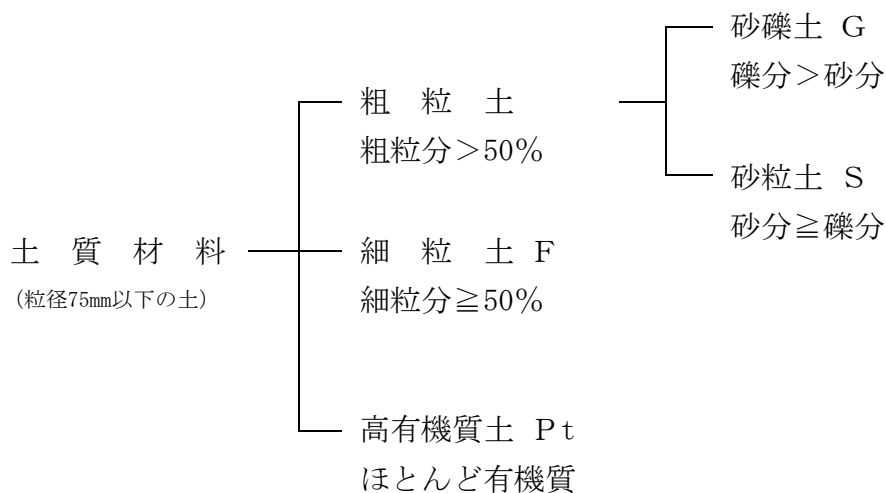 砂礫土 G
礫分＞砂分
粗 粒 土
粗粒分＞50％
砂粒土 S
砂分≧礫分
土 質 材 料
(粒径75㎜以下の土)
細 粒 土 F
細粒分≧50％
高有機質土 Pt
ほとんど有機質